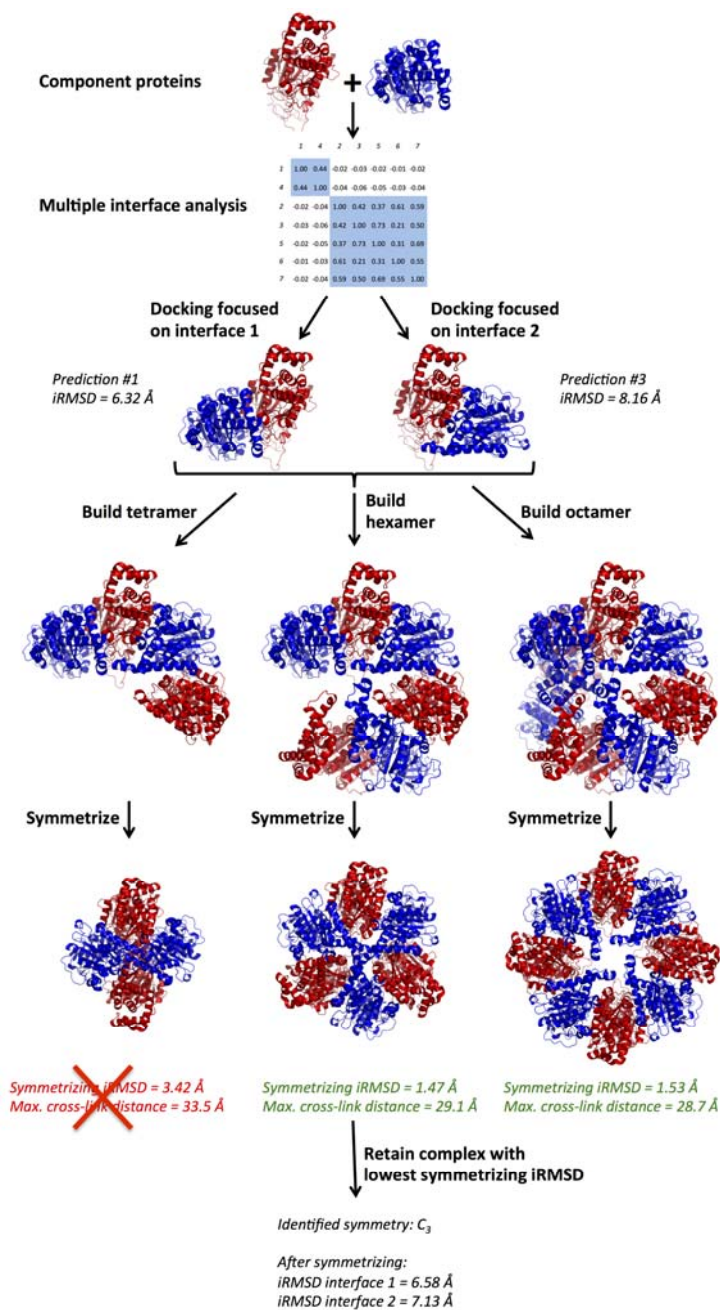 Component proteins
+
1 4 2 3 5 6 7
1 1.00 0.44 -0.02 -0.03 -0.02 -0.01 -0.02
4 0.44 1.00 -0.04 -0.06 -0.05 -0.03 -0.04
Multiple interface analysis
2 -0.02 -0.04 1.00 0.42 0.37 0.61 0.59
3 -0.03 -0.06 0.42 1.00 0.73 0.21 0.50
5 -0.02 -0.05 0.37 0.73 1.00 0.31 0.69
6 -0.01 -0.03 0.61 0.21 0.31 1.00 0.55
7 -0.02 -0.04 0.59 0.50 0.69 0.55 1.00
Docking focused
on interface 1
Docking focused
on interface 2
Prediction #1
iRMSD = 6.32 Å
Prediction #3
iRMSD = 8.16 Å
Build tetramer
Build
hexamer
Build octamer
Symmetrize
Symmetrize
Symmetrize
Symmetrizing iRMSD = 3.42 Å
Max. cross-link distance = 33.5 Å
Symmetrizing iRMSD = 1.47 Å
Max. cross-link distance = 29.1 Å
Symmetrizing iRMSD = 1.53 Å
Max. cross-link distance = 28.7 Å
Retain complex with
lowest symmetrizing iRMSD
Identified symmetry: C₃
After symmetrizing:
iRMSD interface 1 = 6.58 Å
iRMSD interface 2 = 7.13 Å